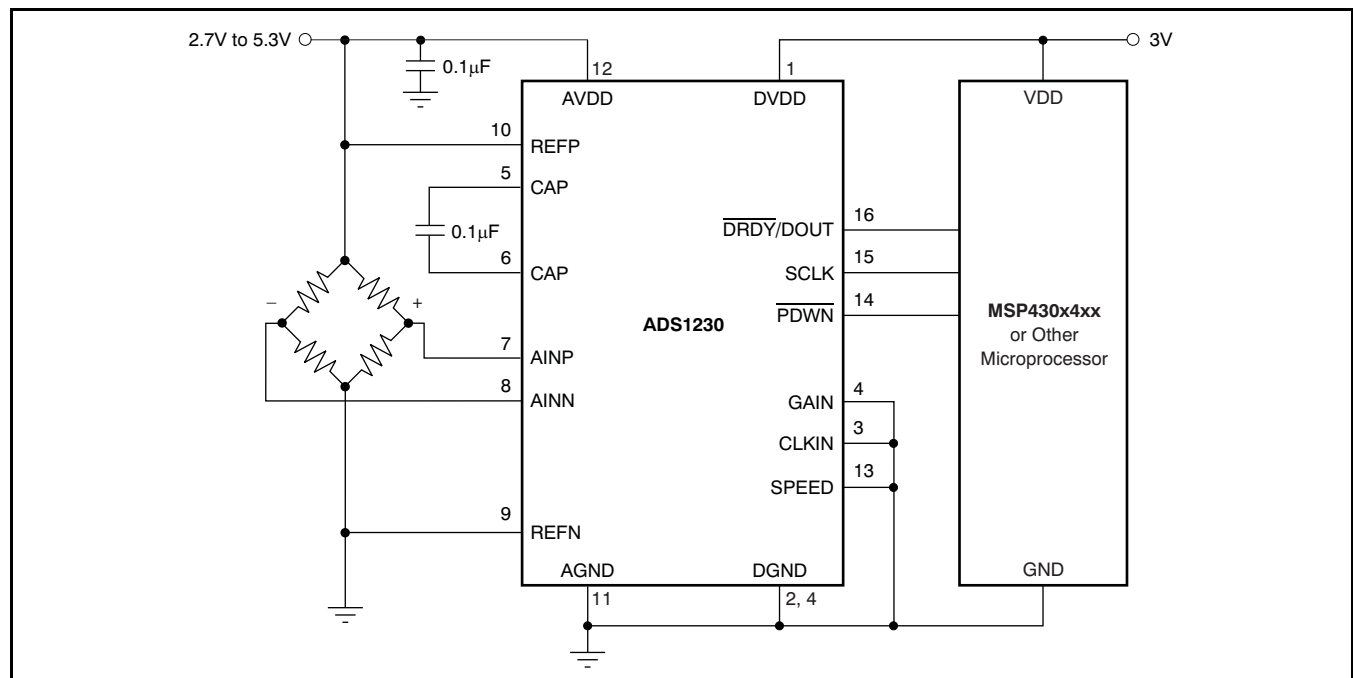 2.7V to 5.3V
0.1μF
12
1
3V
AVDD
DVDD
VDD
10
REFP
5
CAP
0.1μF
6
CAP
DRDY/DOUT
16
SCLK
15
PDWN
14
ADS1230
MSP430x4xx
or Other
Microprocessor
−
+
7
AINP
8
AINN
GAIN
4
CLKIN
3
SPEED
13
9
REFN
AGND
DGND
GND
11
2, 4